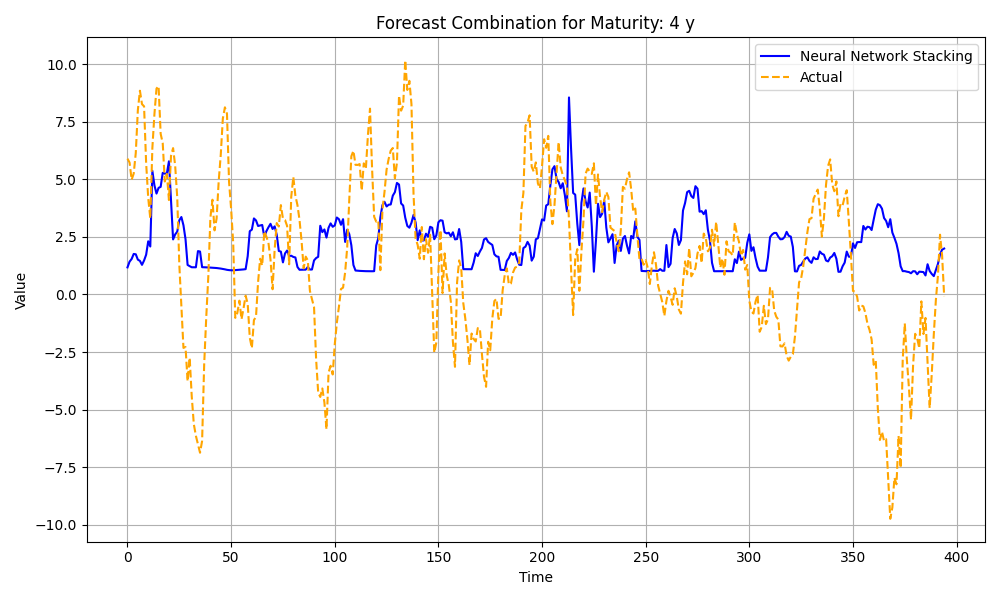 Forecast Combination for Maturity: 4 y
Neural Network Stacking
Actual
Value
10.0
7.5
5.0
2.5
0.0
−2.5
−5.0
−7.5
−10.0
0 50 100 150 200 250 300 350 400
Time